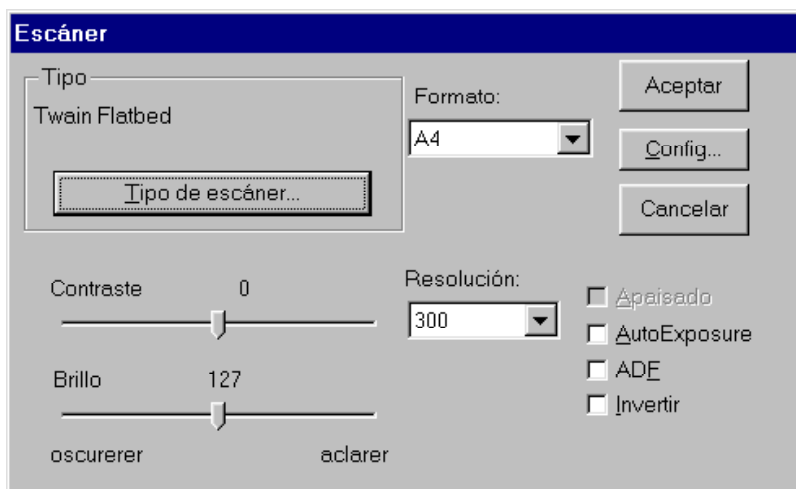 Escáner
Tipo
Twain Flatbed
Tipo de escáner...
Formato:
A4
Aceptar
Config...
Cancelar
Contraste 0
Brillo 127
oscurerer aclarer
Resolución:
300
Apaisado
AutoExposure
ADF
Invertir